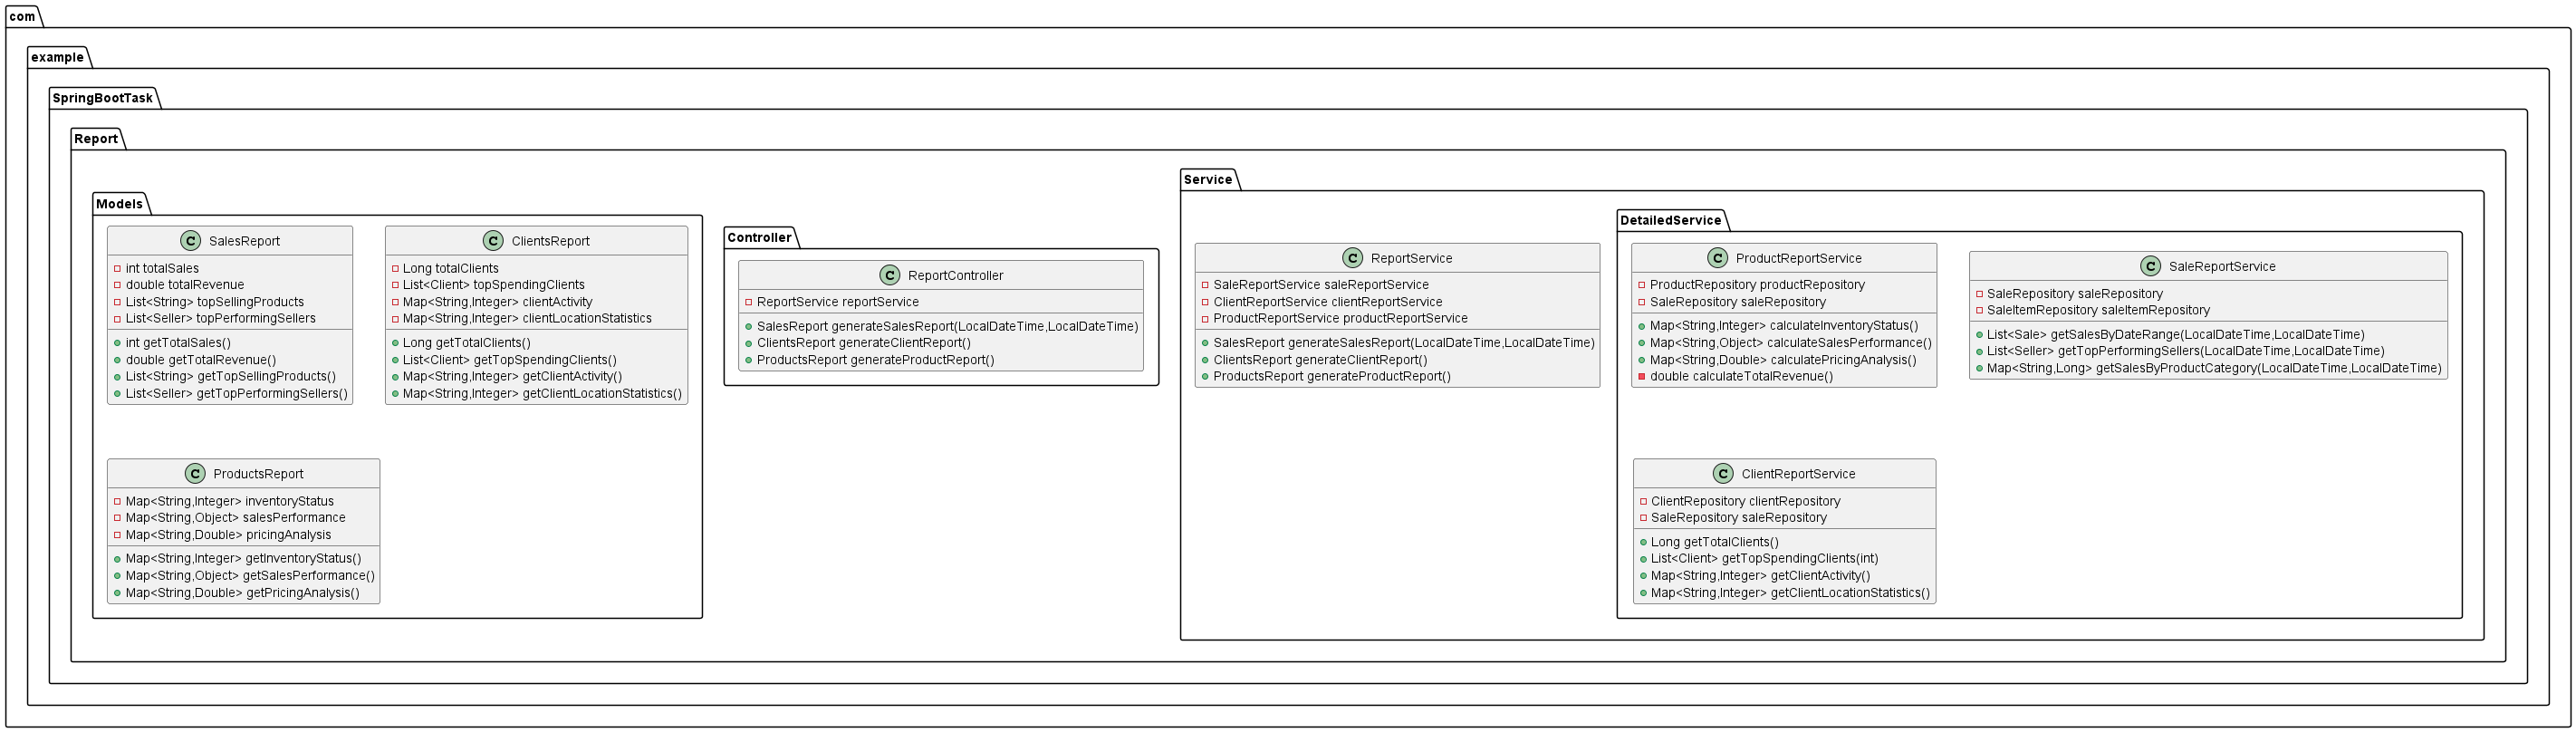 com
example
SpringBootTask
Report
Models
SalesReport
int totalSales
double totalRevenue
List<String> topSellingProducts
List<Seller> topPerformingSellers
int getTotalSales()
double getTotalRevenue()
List<String> getTopSellingProducts()
List<Seller> getTopPerformingSellers()
ClientsReport
Long totalClients
List<Client> topSpendingClients
Map<String,Integer> clientActivity
Map<String,Integer> clientLocationStatistics
Long getTotalClients()
List<Client> getTopSpendingClients()
Map<String,Integer> getClientActivity()
Map<String,Integer> getClientLocationStatistics()
ProductsReport
Map<String,Integer> inventoryStatus
Map<String,Object> salesPerformance
Map<String,Double> pricingAnalysis
Map<String,Integer> getInventoryStatus()
Map<String,Object> getSalesPerformance()
Map<String,Double> getPricingAnalysis()
Controller
ReportController
ReportService reportService
SalesReport generateSalesReport(LocalDateTime,LocalDateTime)
ClientsReport generateClientReport()
ProductsReport generateProductReport()
Service
ReportService
SaleReportService saleReportService
ClientReportService clientReportService
ProductReportService productReportService
SalesReport generateSalesReport(LocalDateTime,LocalDateTime)
ClientsReport generateClientReport()
ProductsReport generateProductReport()
DetailedService
ProductReportService
ProductRepository productRepository
SaleRepository saleRepository
Map<String,Integer> calculateInventoryStatus()
Map<String,Object> calculateSalesPerformance()
Map<String,Double> calculatePricingAnalysis()
double calculateTotalRevenue()
SaleReportService
SaleRepository saleRepository
SaleItemRepository saleItemRepository
List<Sale> getSalesByDateRange(LocalDateTime,LocalDateTime)
List<Seller> getTopPerformingSellers(LocalDateTime,LocalDateTime)
Map<String,Long> getSalesByProductCategory(LocalDateTime,LocalDateTime)
ClientReportService
ClientRepository clientRepository
SaleRepository saleRepository
Long getTotalClients()
List<Client> getTopSpendingClients(int)
Map<String,Integer> getClientActivity()
Map<String,Integer> getClientLocationStatistics()